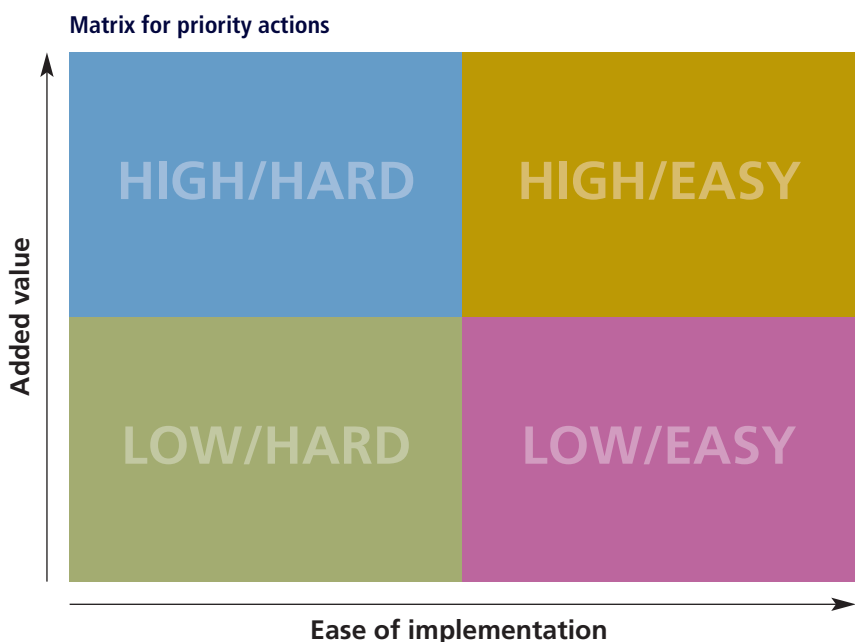 Matrix for priority actions
HIGH/HARD
HIGH/EASY
Added value
LOW/HARD
LOW/EASY
Ease of implementation